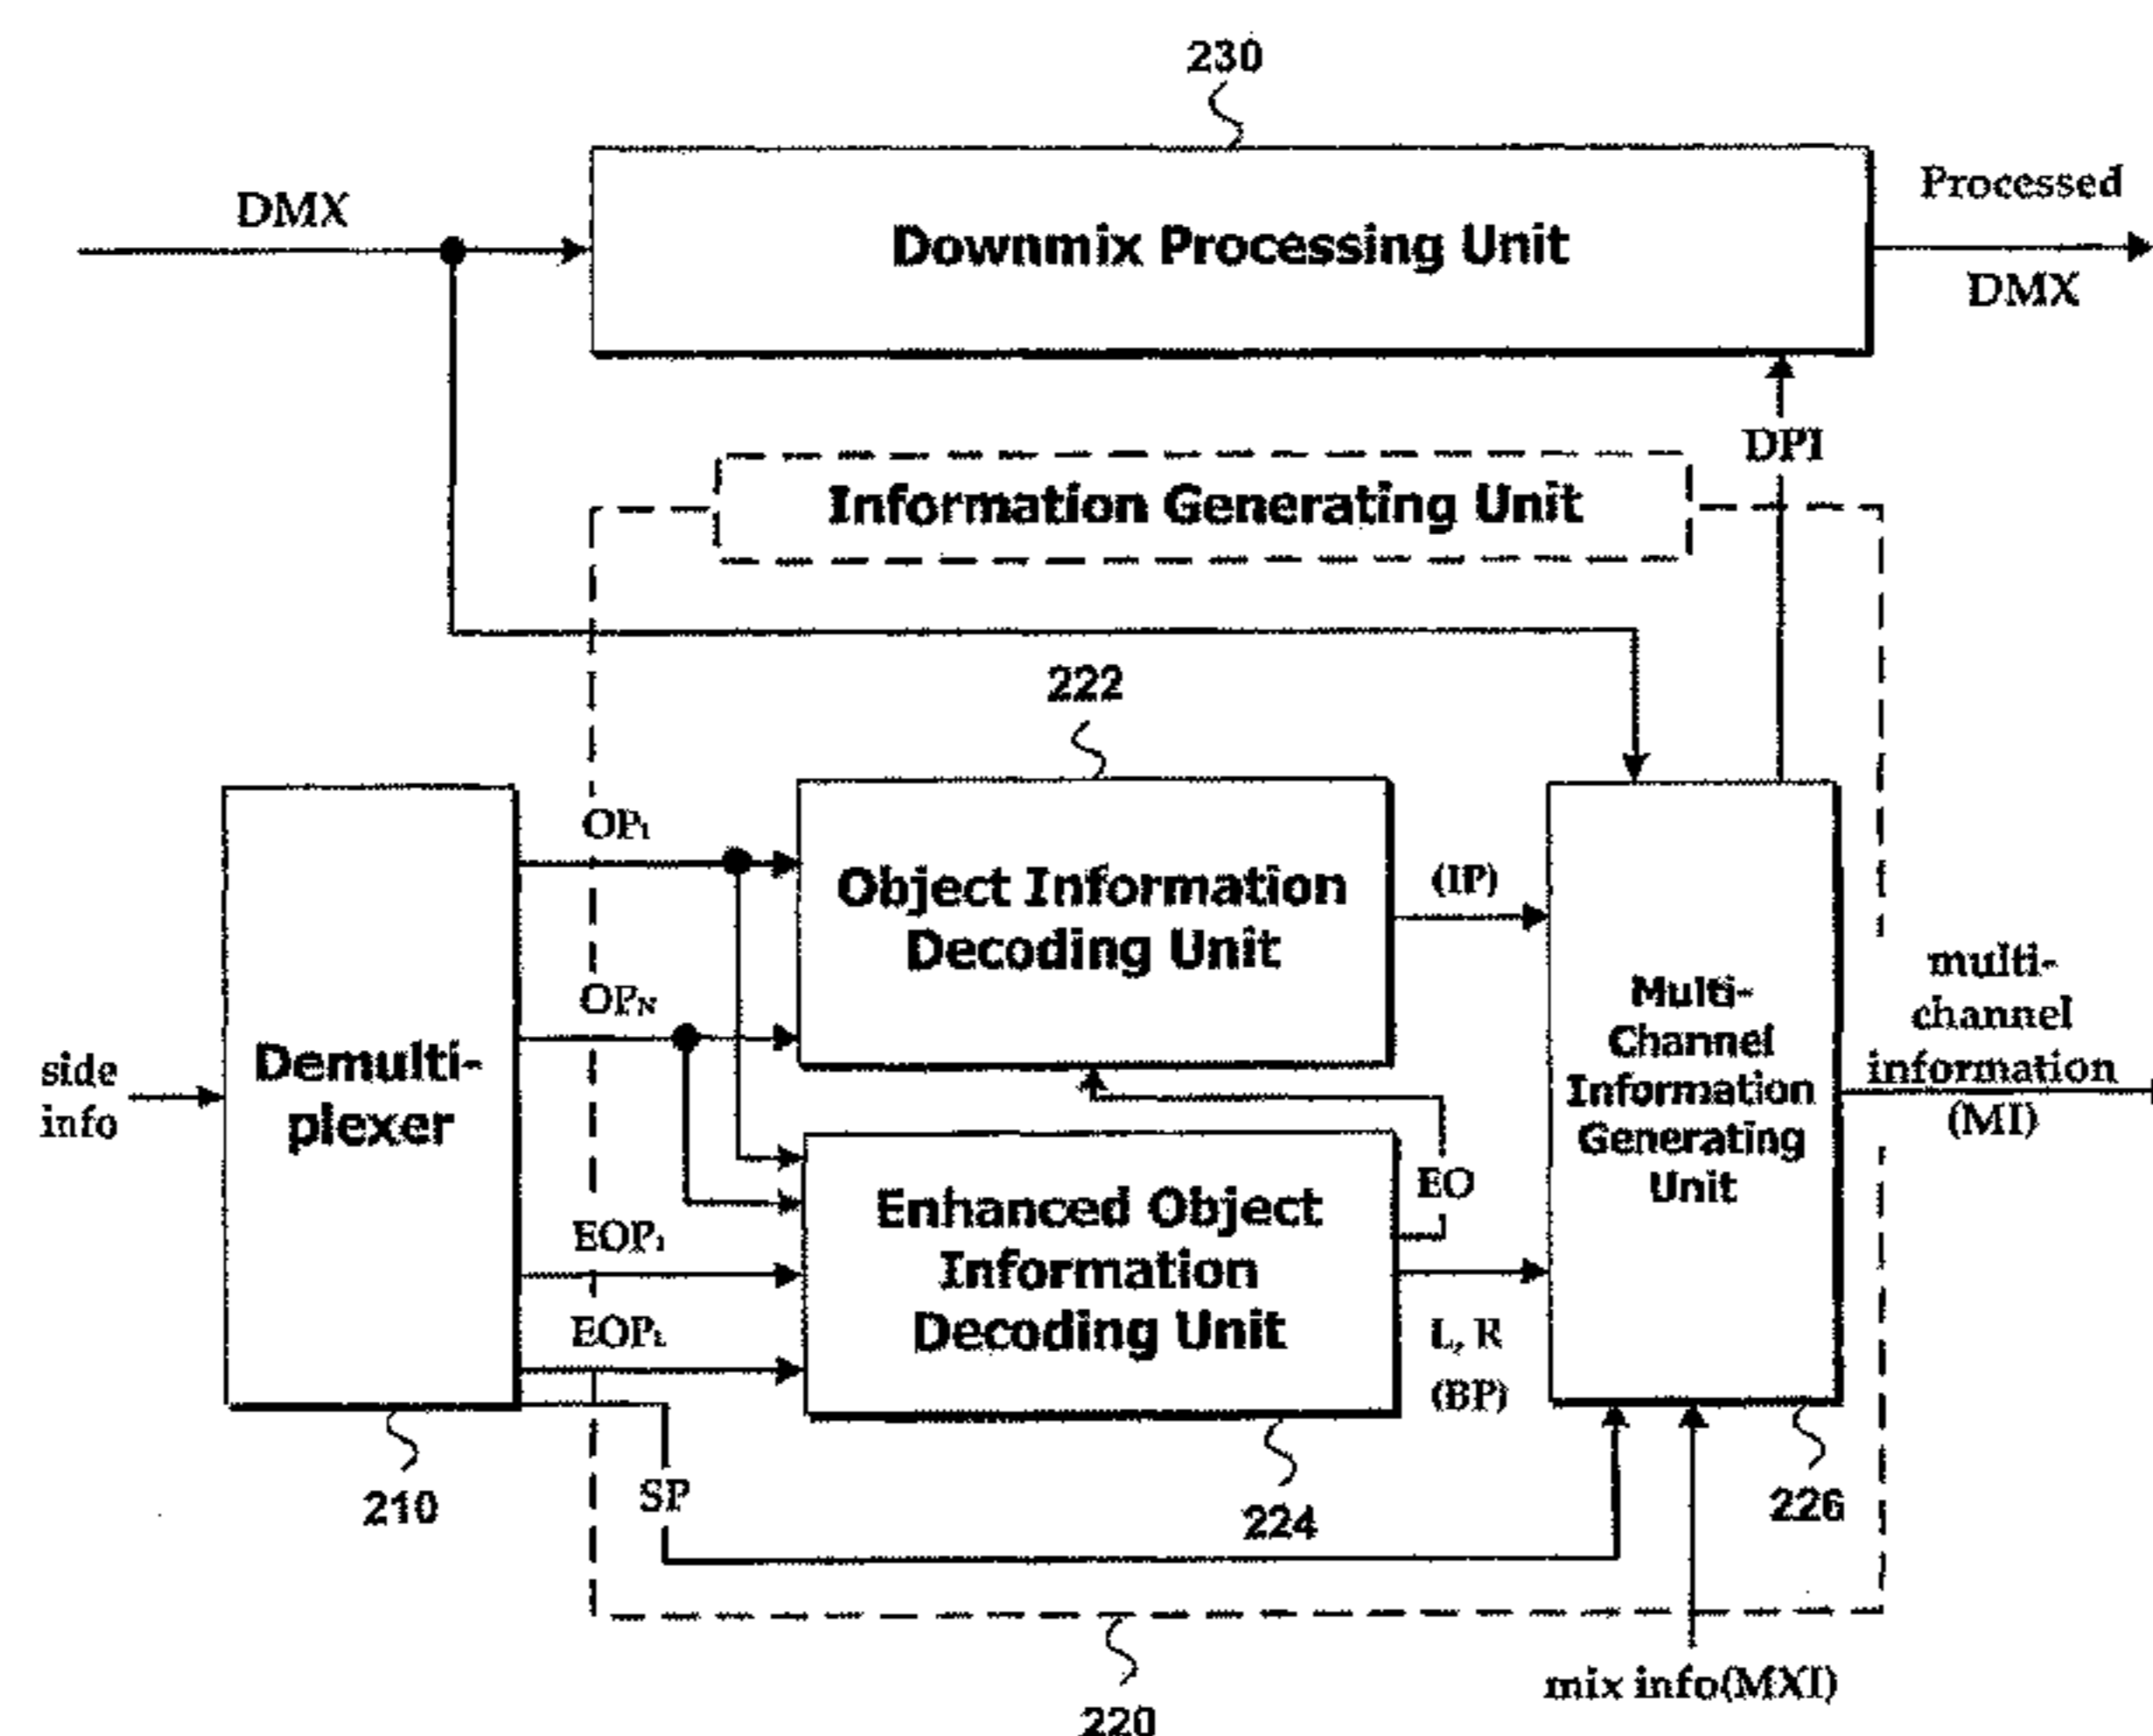 230
DMX
Downmix Processing Unit
Processed
DMX
DPI
Information Generating Unit
222
OP₁
Object Information
Decoding Unit
(IP)
OPN
side
info
Demulti-
plexer
Multi-
Channel
Information
Generating
Unit
multi-
channel
information
(MI)
EO
Enhanced Object
Information
Decoding Unit
EOP₁
EOPL
L, R
(BP)
SP
210
224
226
mix info(MXI)
220